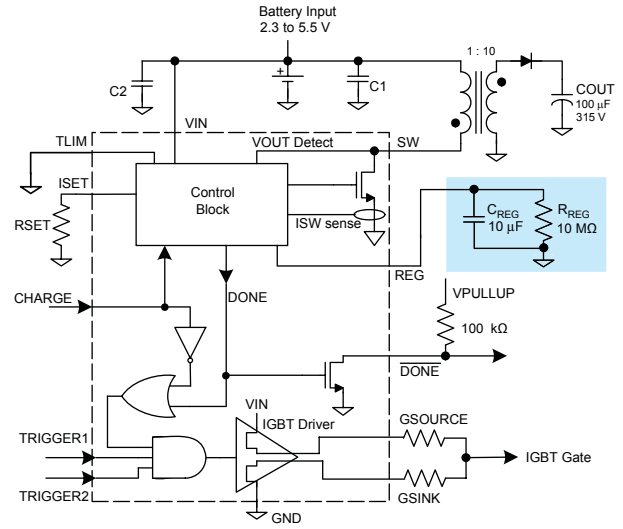 Battery Input
2.3 to 5.5 V
1 : 10
C2
C1
COUT
100 µF
315 V
VIN
TLIM
VOUT Detect
SW
ISET
Control
Block
RSET
ISW sense
CREG
10 µF
RREG
10 MΩ
REG
DONE
VPULLUP
CHARGE
100 kΩ
DONE
VIN
IGBT Driver
GSOURCE
TRIGGER1
IGBT Gate
TRIGGER2
GSINK
GND